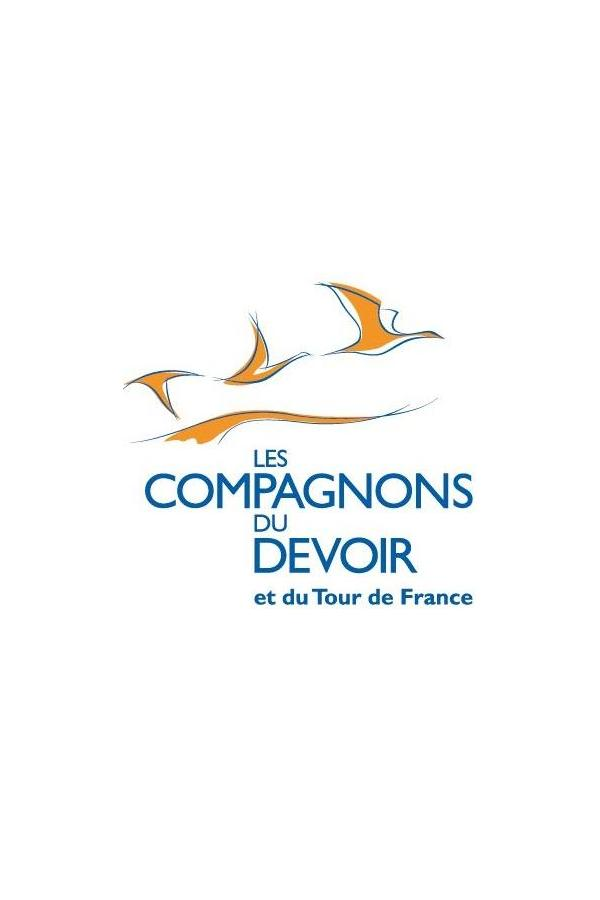 LES
COMPAGNONS
DU
DEVOIR
et du Tour de France